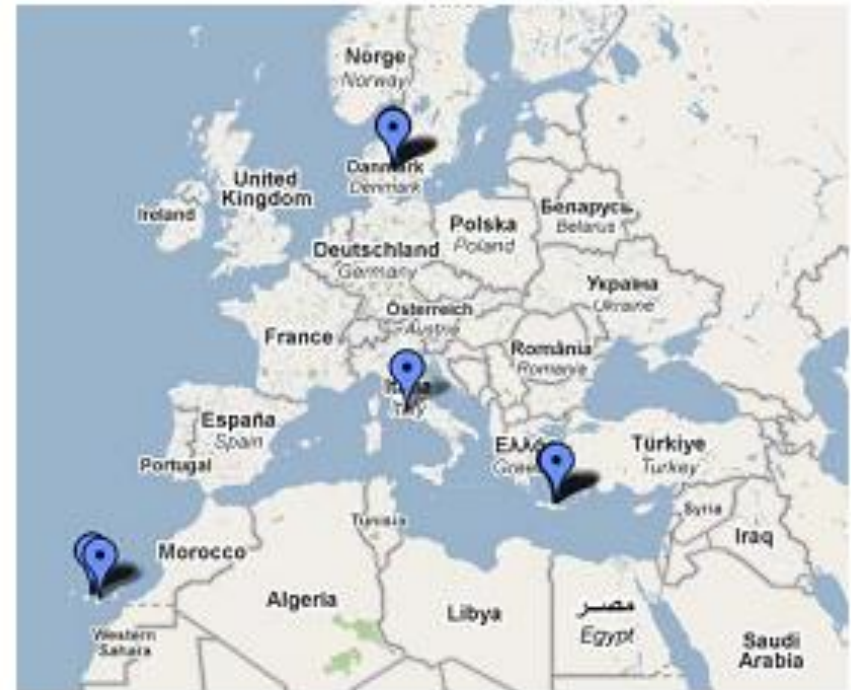 Norge
Norway
Danmark
Denmark
United
Kingdom
Ireland
Беларусь
Belarus
Polska
Poland
Deutschland
Germany
Україна
Ukraine
Österreich
Austria
France
România
Romania
Italy
España
Spain
Portugal
Türkiye
Turkey
Syria
Tunisia
Iraq
Morocco
Algeria
Libya
مصر
Egypt
Western
Sahara
Saudi
Arabia